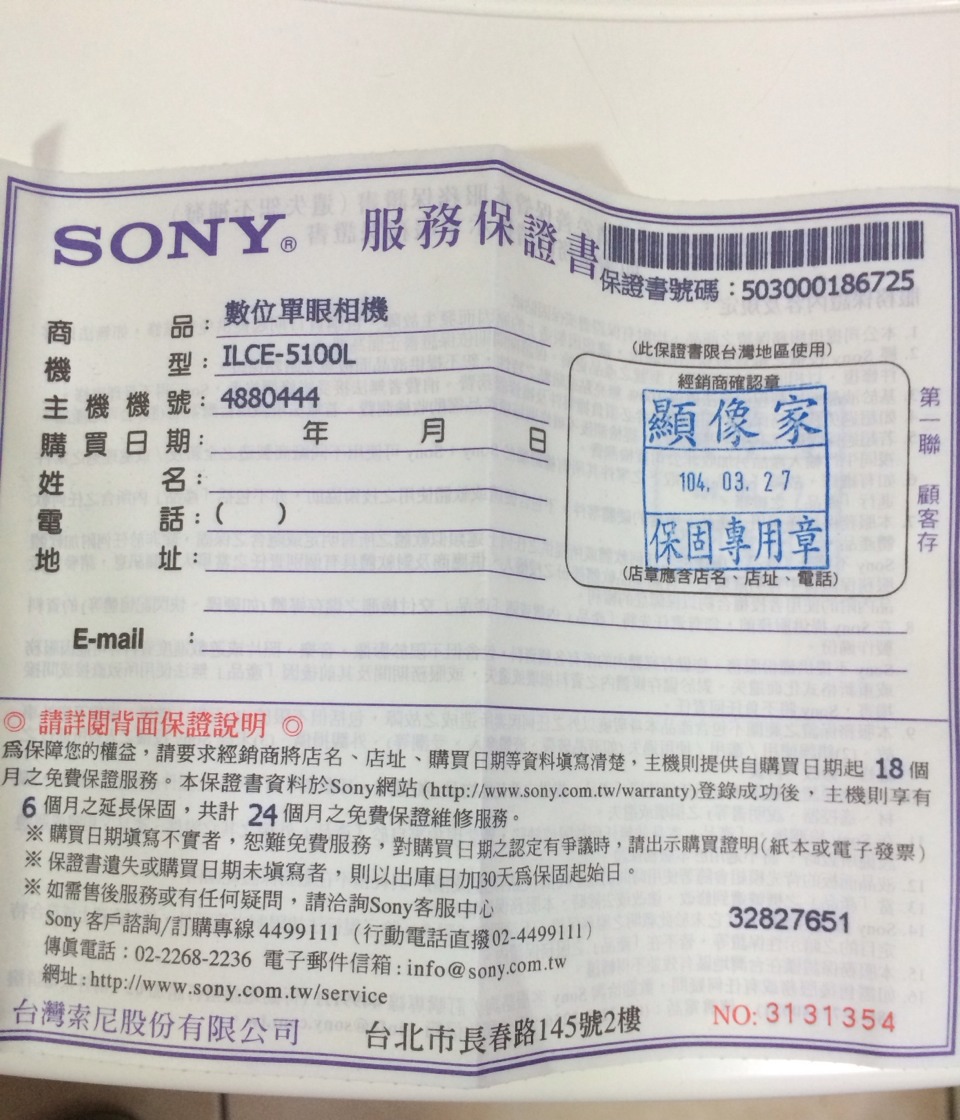 SONY® 服務保證書
保證書號碼：503000186725
商品：數位單眼相機
機型：ILCE-5100L
主機機號：4880444
購買日期： 年 月 日
姓名：
電話：( )
地址：
E-mail ：
(此保證書限台灣地區使用)
經銷商確認章
顯像家
104. 03. 27
保固專用章
(店章應含店名、店址、電話)
第一聯 顧客存
◎ 請詳閱背面保證說明 ◎
為保障您的權益，請要求經銷商將店名、店址、購買日期等資料填寫清楚，主機則提供自購買日期起 18 個
月之免費保證服務。本保證書資料於Sony網站(http://www.sony.com.tw/warranty)登錄成功後，主機則享有
6 個月之延長保固，共計 24 個月之免費保證維修服務。
※ 購買日期填寫不實者，恕難免費服務，對購買日期之認定有爭議時，請出示購買證明(紙本或電子發票)
※ 保證書遺失或購買日期未填寫者，則以出庫日加30天為保固起始日。
※ 如需售後服務或有任何疑問，請洽詢Sony客服中心
Sony 客戶諮詢/訂購專線 4499111 (行動電話直撥02-4499111)
傳真電話：02-2268-2236 電子郵件信箱：info@sony.com.tw
網址：http://www.sony.com.tw/service
32827651
台灣索尼股份有限公司 台北市長春路145號2樓
NO: 3131354